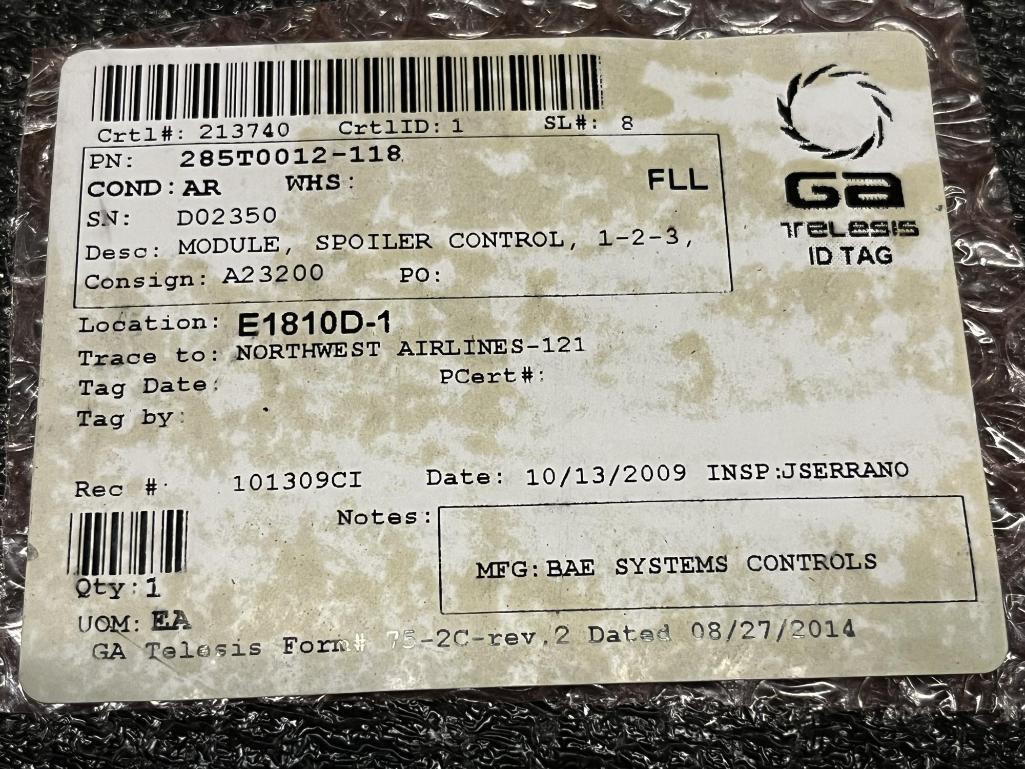 Crtl#: 213740 CrtlID: 1 SL#: 8
PN: 285T0012-118
COND: AR WHS: FLL
SN: D02350
Desc: MODULE, SPOILER CONTROL, 1-2-3,
Consign: A23200 PO:
GA
TELESIS
ID TAG
Location: E1810D-1
Trace to: NORTHWEST AIRLINES-121
Tag Date: PCert#:
Tag by:
Rec #: 101309CI Date: 10/13/2009 INSP:JSERRANO
Notes:
MFG: BAE SYSTEMS CONTROLS
Qty: 1
UOM: EA
GA Telesis Form# 75-2C-rev.2 Dated 08/27/2014